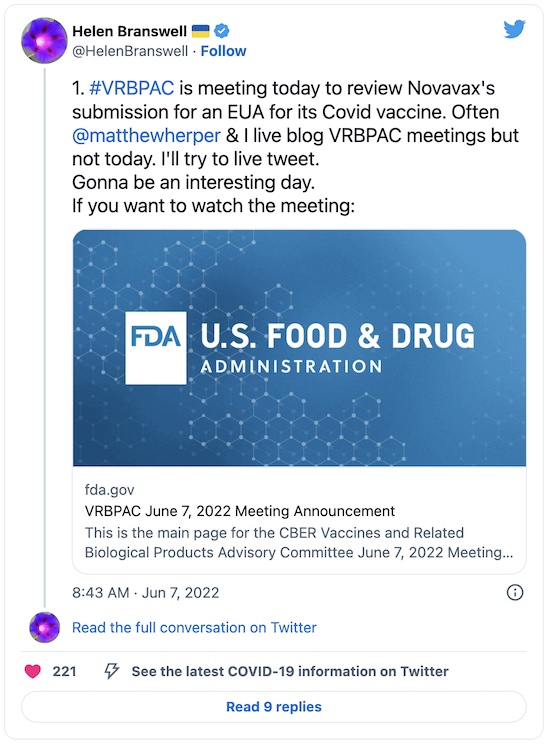 Helen Branswell 🇺🇦
@HelenBranswell · Follow
1. #VRBPAC is meeting today to review Novavax's
submission for an EUA for its Covid vaccine. Often
@matthewherper & I live blog VRBPAC meetings but
not today. I'll try to live tweet.
Gonna be an interesting day.
If you want to watch the meeting:
FDA U.S. FOOD & DRUG
ADMINISTRATION
fda.gov
VRBPAC June 7, 2022 Meeting Announcement
This is the main page for the CBER Vaccines and Related
Biological Products Advisory Committee June 7, 2022 Meeting...
8:43 AM · Jun 7, 2022
Read the full conversation on Twitter
221 See the latest COVID-19 information on Twitter
Read 9 replies